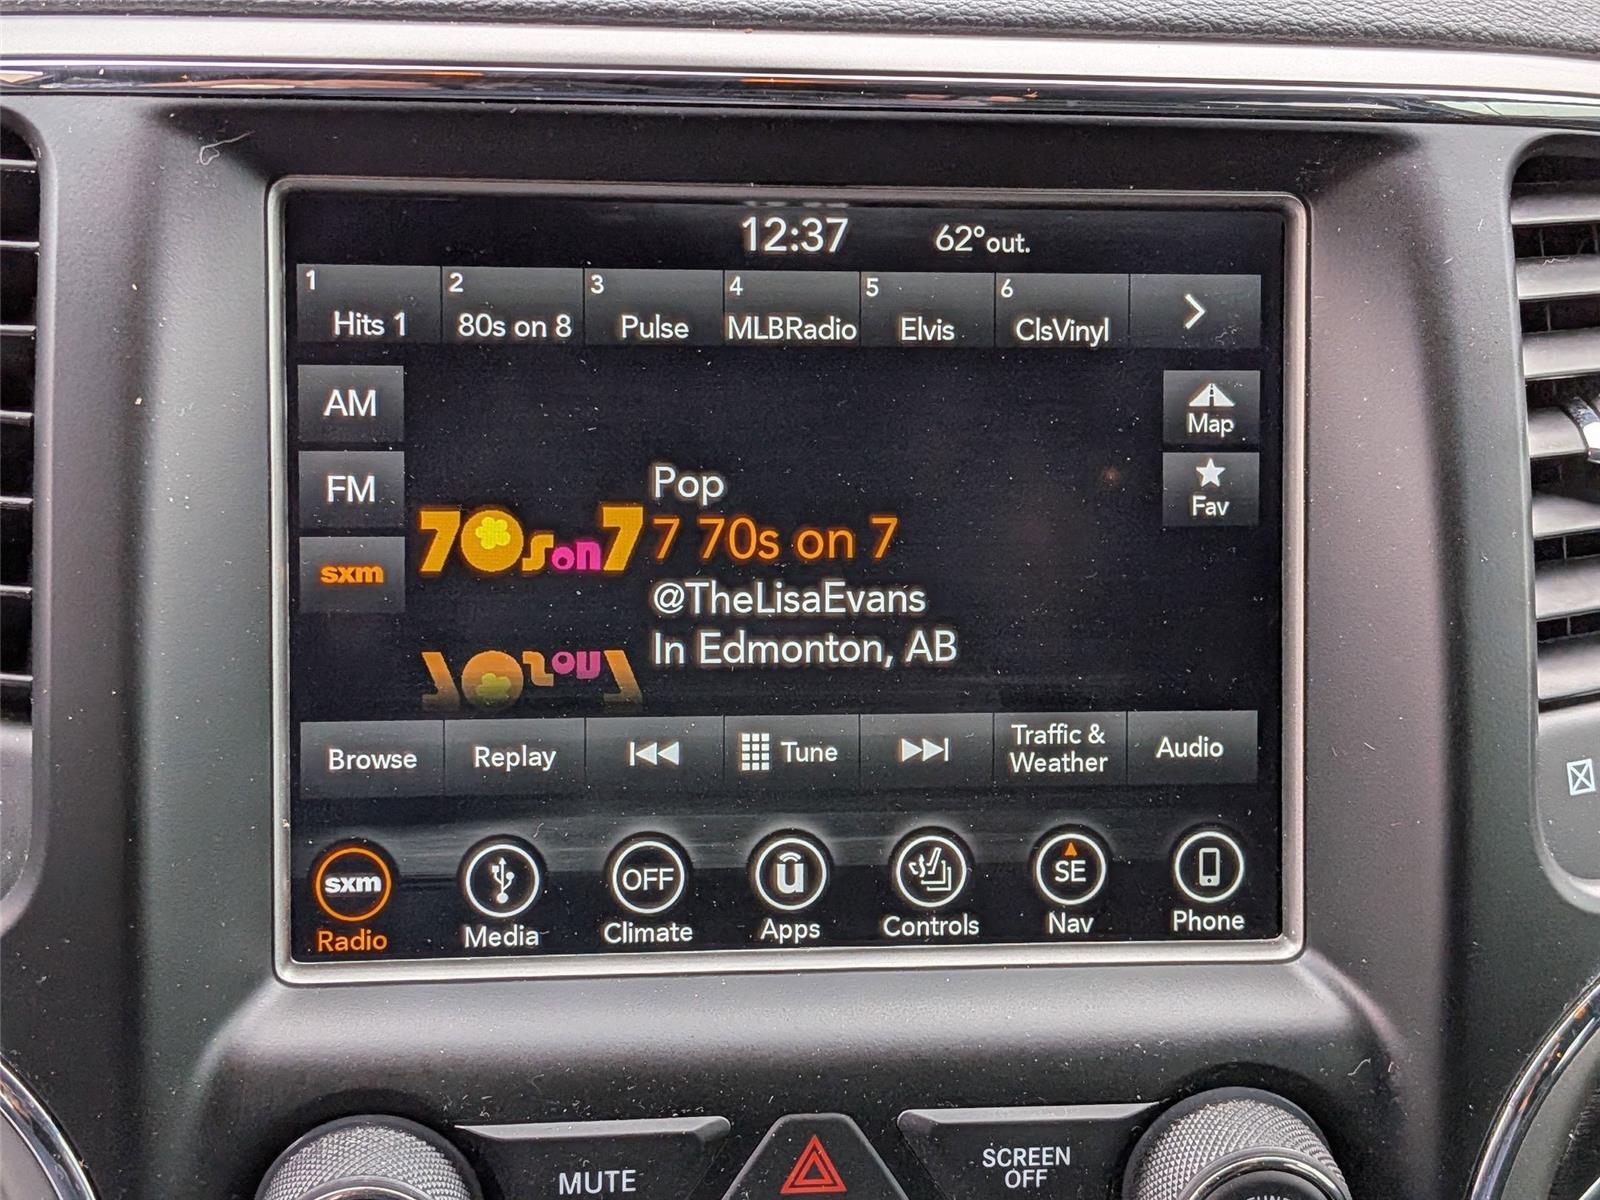 12:37 62°out.
1 2 3 4 5 6
Hits 1 80s on 8 Pulse MLBRadio Elvis ClsVinyl
AM
Map
FM
Fav
sxm
70s on 7
Pop
7 70s on 7
@TheLisaEvans
In Edmonton, AB
Browse Replay Tune Traffic & Weather Audio
sxm OFF u SE
Radio Media Climate Apps Controls Nav Phone
MUTE
SCREEN
OFF